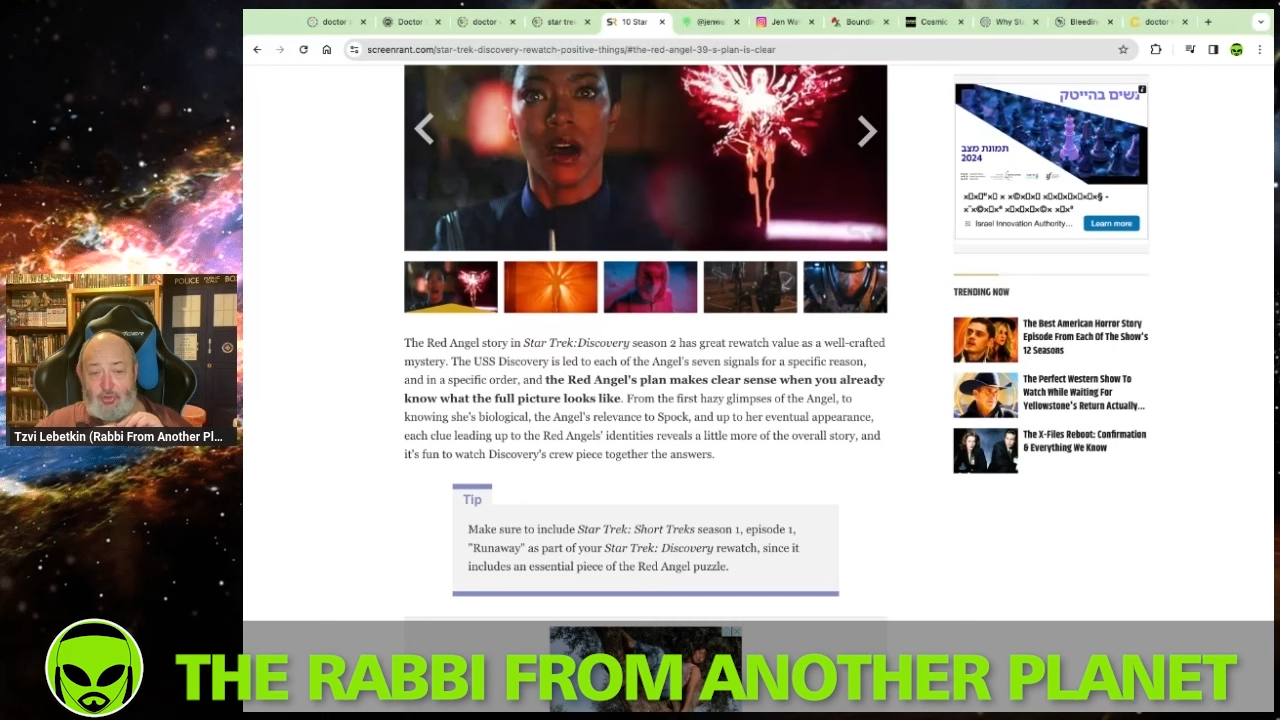 doctor
Doctor
doctor
star tre
10 Star
@jenwa
Jen Wa
Boundi
Cosmic
Why St
Bleedin
doctor
screenrant.com/star-trek-discovery-rewatch-positive-things/#the-red-angel-39-s-plan-is-clear
נשים בהייטק
תמונת מצב
2024
Israel Innovation Authority...
Learn more
The Red Angel story in Star Trek:Discovery season 2 has great rewatch value as a well-crafted
mystery. The USS Discovery is led to each of the Angel's seven signals for a specific reason,
and in a specific order, and the Red Angel's plan makes clear sense when you already
know what the full picture looks like. From the first hazy glimpses of the Angel, to
knowing she's biological, the Angel's relevance to Spock, and up to her eventual appearance,
each clue leading up to the Red Angels' identities reveals a little more of the overall story, and
it's fun to watch Discovery's crew piece together the answers.
TRENDING NOW
The Best American Horror Story
Episode From Each Of The Show's
12 Seasons
The Perfect Western Show To
Watch While Waiting For
Yellowstone's Return Actually...
The X-Files Reboot: Confirmation
& Everything We Know
Tip
Make sure to include Star Trek: Short Treks season 1, episode 1,
"Runaway" as part of your Star Trek: Discovery rewatch, since it
includes an essential piece of the Red Angel puzzle.
POLICE
BO
Tzvi Lebetkin (Rabbi From Another Pl...
THE RABBI FROM ANOTHER PLANET